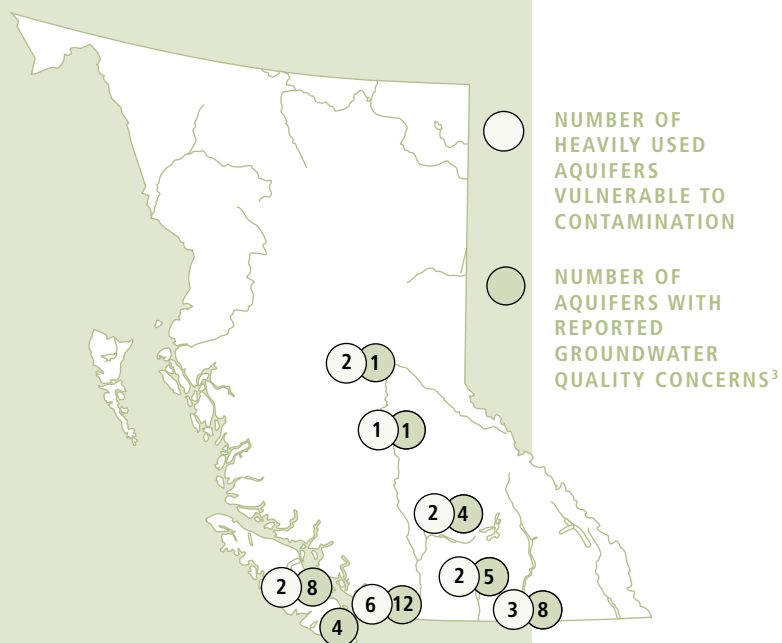 NUMBER OF
HEAVILY USED
AQUIFERS
VULNERABLE TO
CONTAMINATION
NUMBER OF
AQUIFERS WITH
REPORTED
GROUNDWATER
QUALITY CONCERNS³
2 1
1 1
2 4
2 8
6 12
2 5
3 8
4